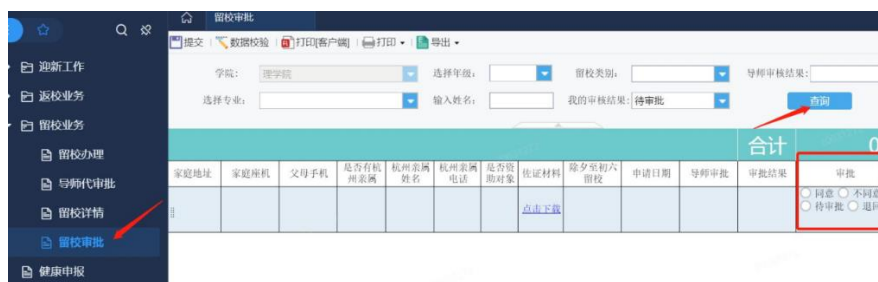 留校审批
提交 数据校验 打印[客户端] 打印 导出
迎新工作
返校业务
留校业务
留校办理
导师代审批
留校详情
留校审批
健康申报
学院: 理学院 选择年级: 留校类别: 导师审核结果:
选择专业: 输入姓名: 我的审核结果: 待审批 查询
合计 0
家庭地址 家庭座机 父母手机 是否有杭州亲属 杭州亲属姓名 杭州亲属电话 是否资助对象 佐证材料 除夕至初六留校 申请日期 导师审批 审批结果 审批
点击下载 同意 不同意
待审批 退回